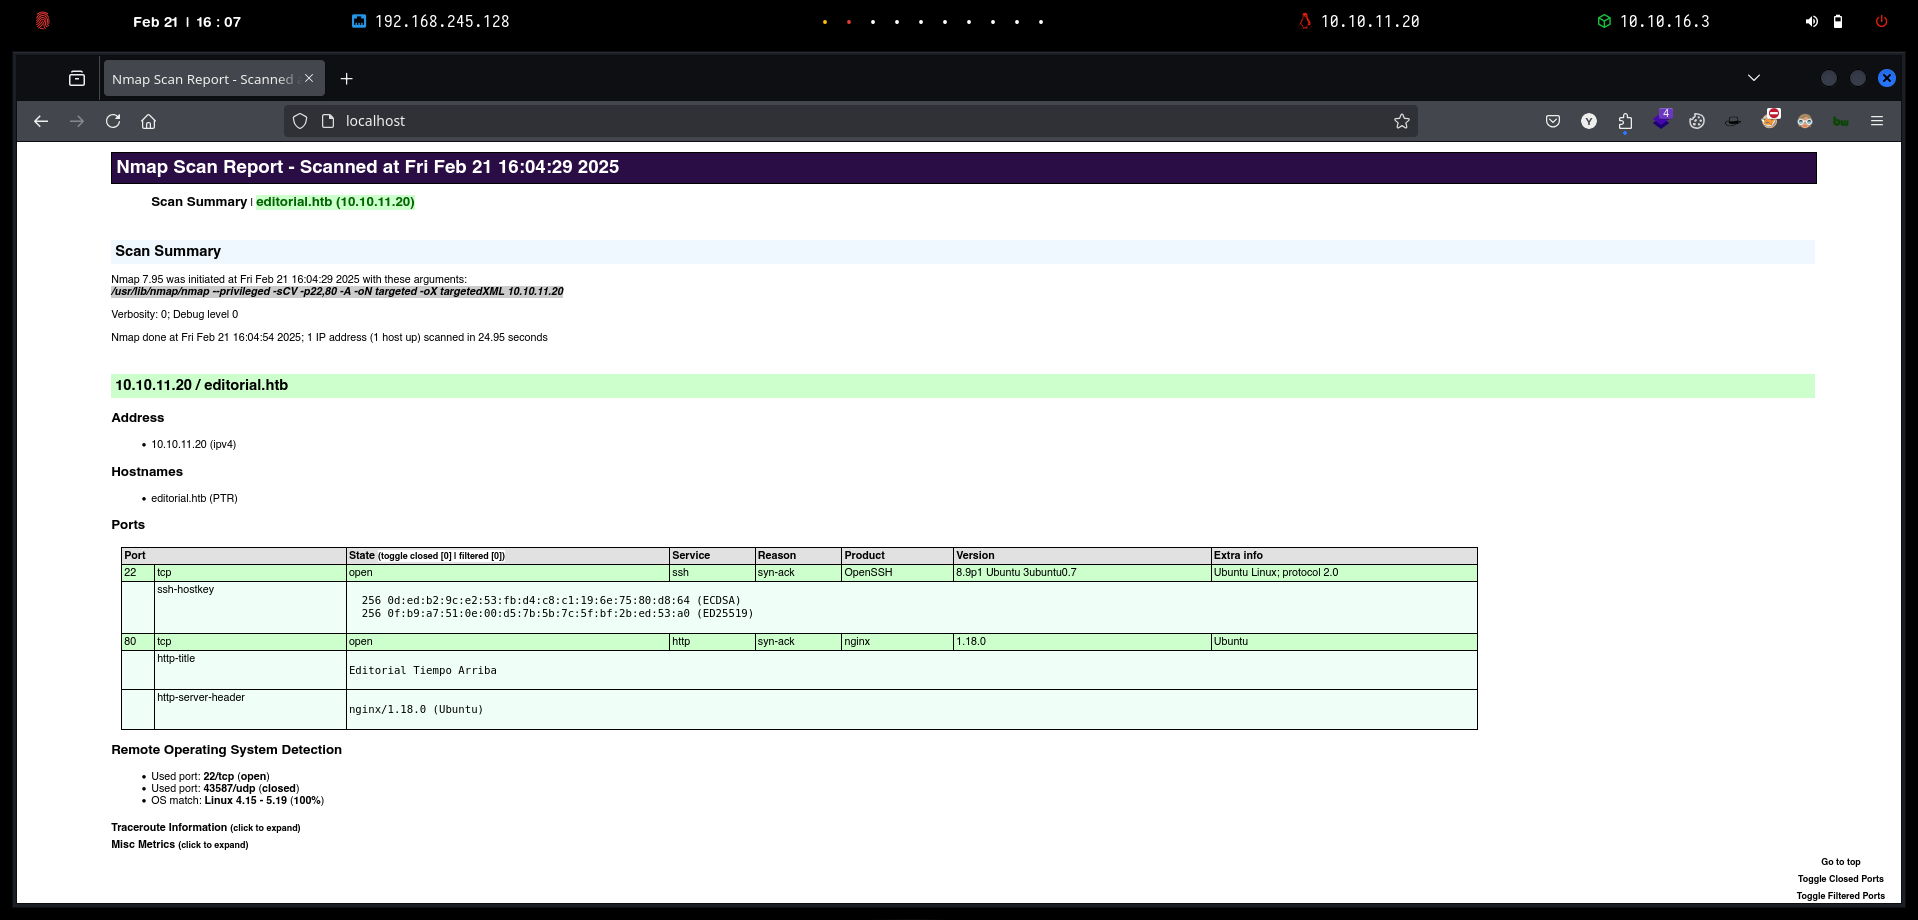 Feb 21 | 16 : 07 192.168.245.128 10.10.11.20 10.10.16.3
Nmap Scan Report - Scanned
localhost
4
Y
bw
Nmap Scan Report - Scanned at Fri Feb 21 16:04:29 2025
Scan Summary | editorial.htb (10.10.11.20)
Scan Summary
Nmap 7.95 was initiated at Fri Feb 21 16:04:29 2025 with these arguments:
/usr/lib/nmap/nmap --privileged -sCV -p22,80 -A -oN targeted -oX targetedXML 10.10.11.20
Verbosity: 0; Debug level 0
Nmap done at Fri Feb 21 16:04:54 2025; 1 IP address (1 host up) scanned in 24.95 seconds
10.10.11.20 / editorial.htb
Address
• 10.10.11.20 (ipv4)
Hostnames
• editorial.htb (PTR)
Ports
Port State (toggle closed [0] | filtered [0]) Service Reason Product Version Extra info
22 tcp open ssh syn-ack OpenSSH 8.9p1 Ubuntu 3ubuntu0.7 Ubuntu Linux; protocol 2.0
ssh-hostkey
256 0d:ed:b2:9c:e2:53:fb:d4:c8:c1:19:6e:75:80:d8:64 (ECDSA)
256 0f:b9:a7:51:0e:00:d5:7b:5b:7c:5f:bf:2b:ed:53:a0 (ED25519)
80 tcp open http syn-ack nginx 1.18.0 Ubuntu
http-title
Editorial Tiempo Arriba
http-server-header
nginx/1.18.0 (Ubuntu)
Remote Operating System Detection
• Used port: 22/tcp (open)
• Used port: 43587/udp (closed)
• OS match: Linux 4.15 - 5.19 (100%)
Traceroute Information (click to expand)
Misc Metrics (click to expand)
Go to top
Toggle Closed Ports
Toggle Filtered Ports